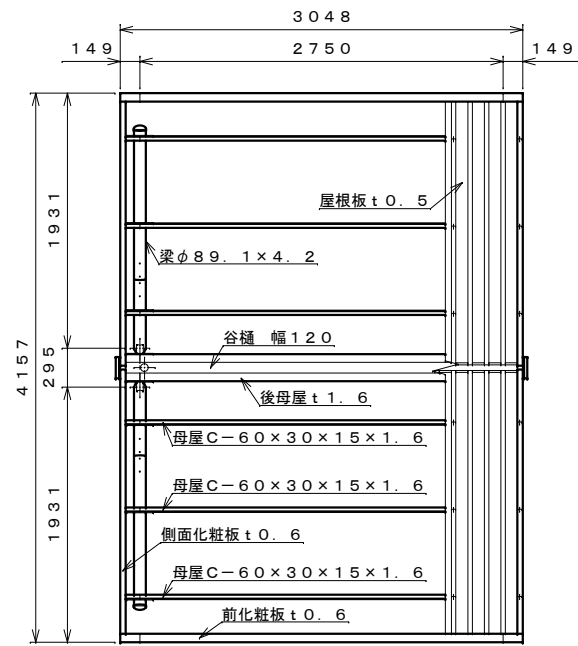 ３０４８
１４９
２７５０
１４９
屋根板ｔ０．５
１９３１
梁φ８９．１×４．２
谷樋　幅１２０
４１５７
２９５
後母屋ｔ１．６
母屋Ｃ－６０×３０×１５×１．６
母屋Ｃ－６０×３０×１５×１．６
１９３１
側面化粧板ｔ０．６
母屋Ｃ－６０×３０×１５×１．６
前化粧板ｔ０．６